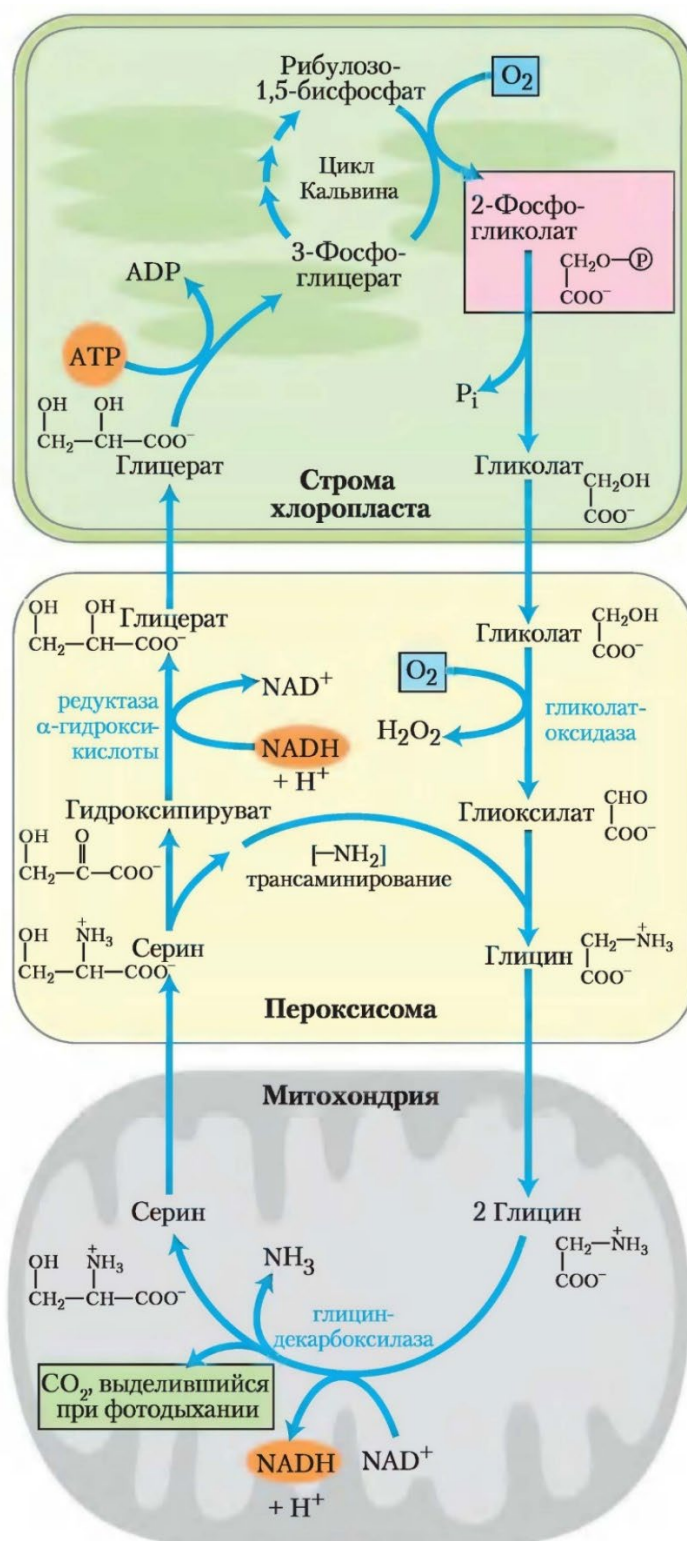 Рибулозо-
1,5-бисфосфат
O₂
Цикл
Кальвина
2-Фосфо-
гликолат
CH₂O—Ⓟ
COO⁻
3-Фосфо-
глицерат
ADP
ATP
Pᵢ
OH OH
CH₂—CH—COO⁻
Глицерат
Гликолат
CH₂OH
COO⁻
Строма
хлоропласта
OH OH
CH₂—CH—COO⁻
Глицерат
Гликолат
CH₂OH
COO⁻
редуктаза
α-гидрокси-
кислоты
NAD⁺
NADH
+ H⁺
O₂
H₂O₂
гликолат-
оксидаза
Гидроксипируват
OH O
CH₂—C—COO⁻
Глиоксилат
CHO
COO⁻
[—NH₂]
трансаминирование
OH ⁺NH₃
CH₂—CH—COO⁻
Серин
Глицин
CH₂—⁺NH₃
COO⁻
Пероксисома
Митохондрия
Серин
OH ⁺NH₃
CH₂—CH—COO⁻
2 Глицин
CH₂—⁺NH₃
COO⁻
NH₃
глицин-
декарбоксилаза
CO₂, выделившийся
при фотодыхании
NADH
+ H⁺
NAD⁺